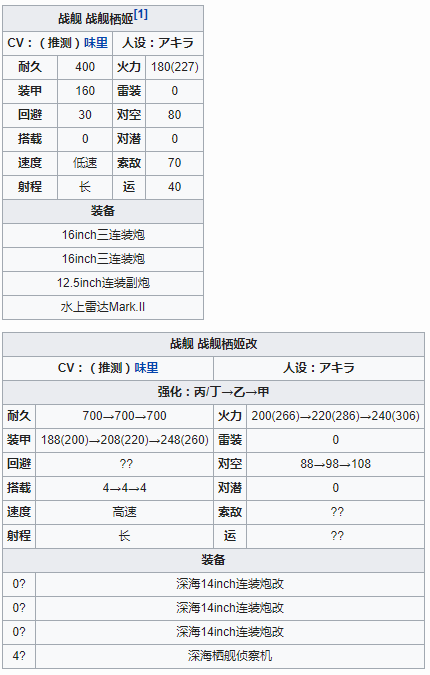 战舰 战舰栖姬[1]
CV：（推测）味里 人设：アキラ
耐久 400 火力 180(227)
装甲 160 雷装 0
回避 30 对空 80
搭载 0 对潜 0
速度 低速 索敌 70
射程 长 运 40
装备
16inch三连装炮
16inch三连装炮
12.5inch连装副炮
水上雷达Mark.II
战舰 战舰栖姬改
CV：（推测）味里 人设：アキラ
强化：丙/丁→乙→甲
耐久 700→700→700 火力 200(266)→220(286)→240(306)
装甲 188(200)→208(220)→248(260) 雷装 0
回避 ?? 对空 88→98→108
搭载 4→4→4 对潜 0
速度 高速 索敌 ??
射程 长 运 ??
装备
0? 深海14inch连装炮改
0? 深海14inch连装炮改
0? 深海14inch连装炮改
4? 深海栖舰侦察机